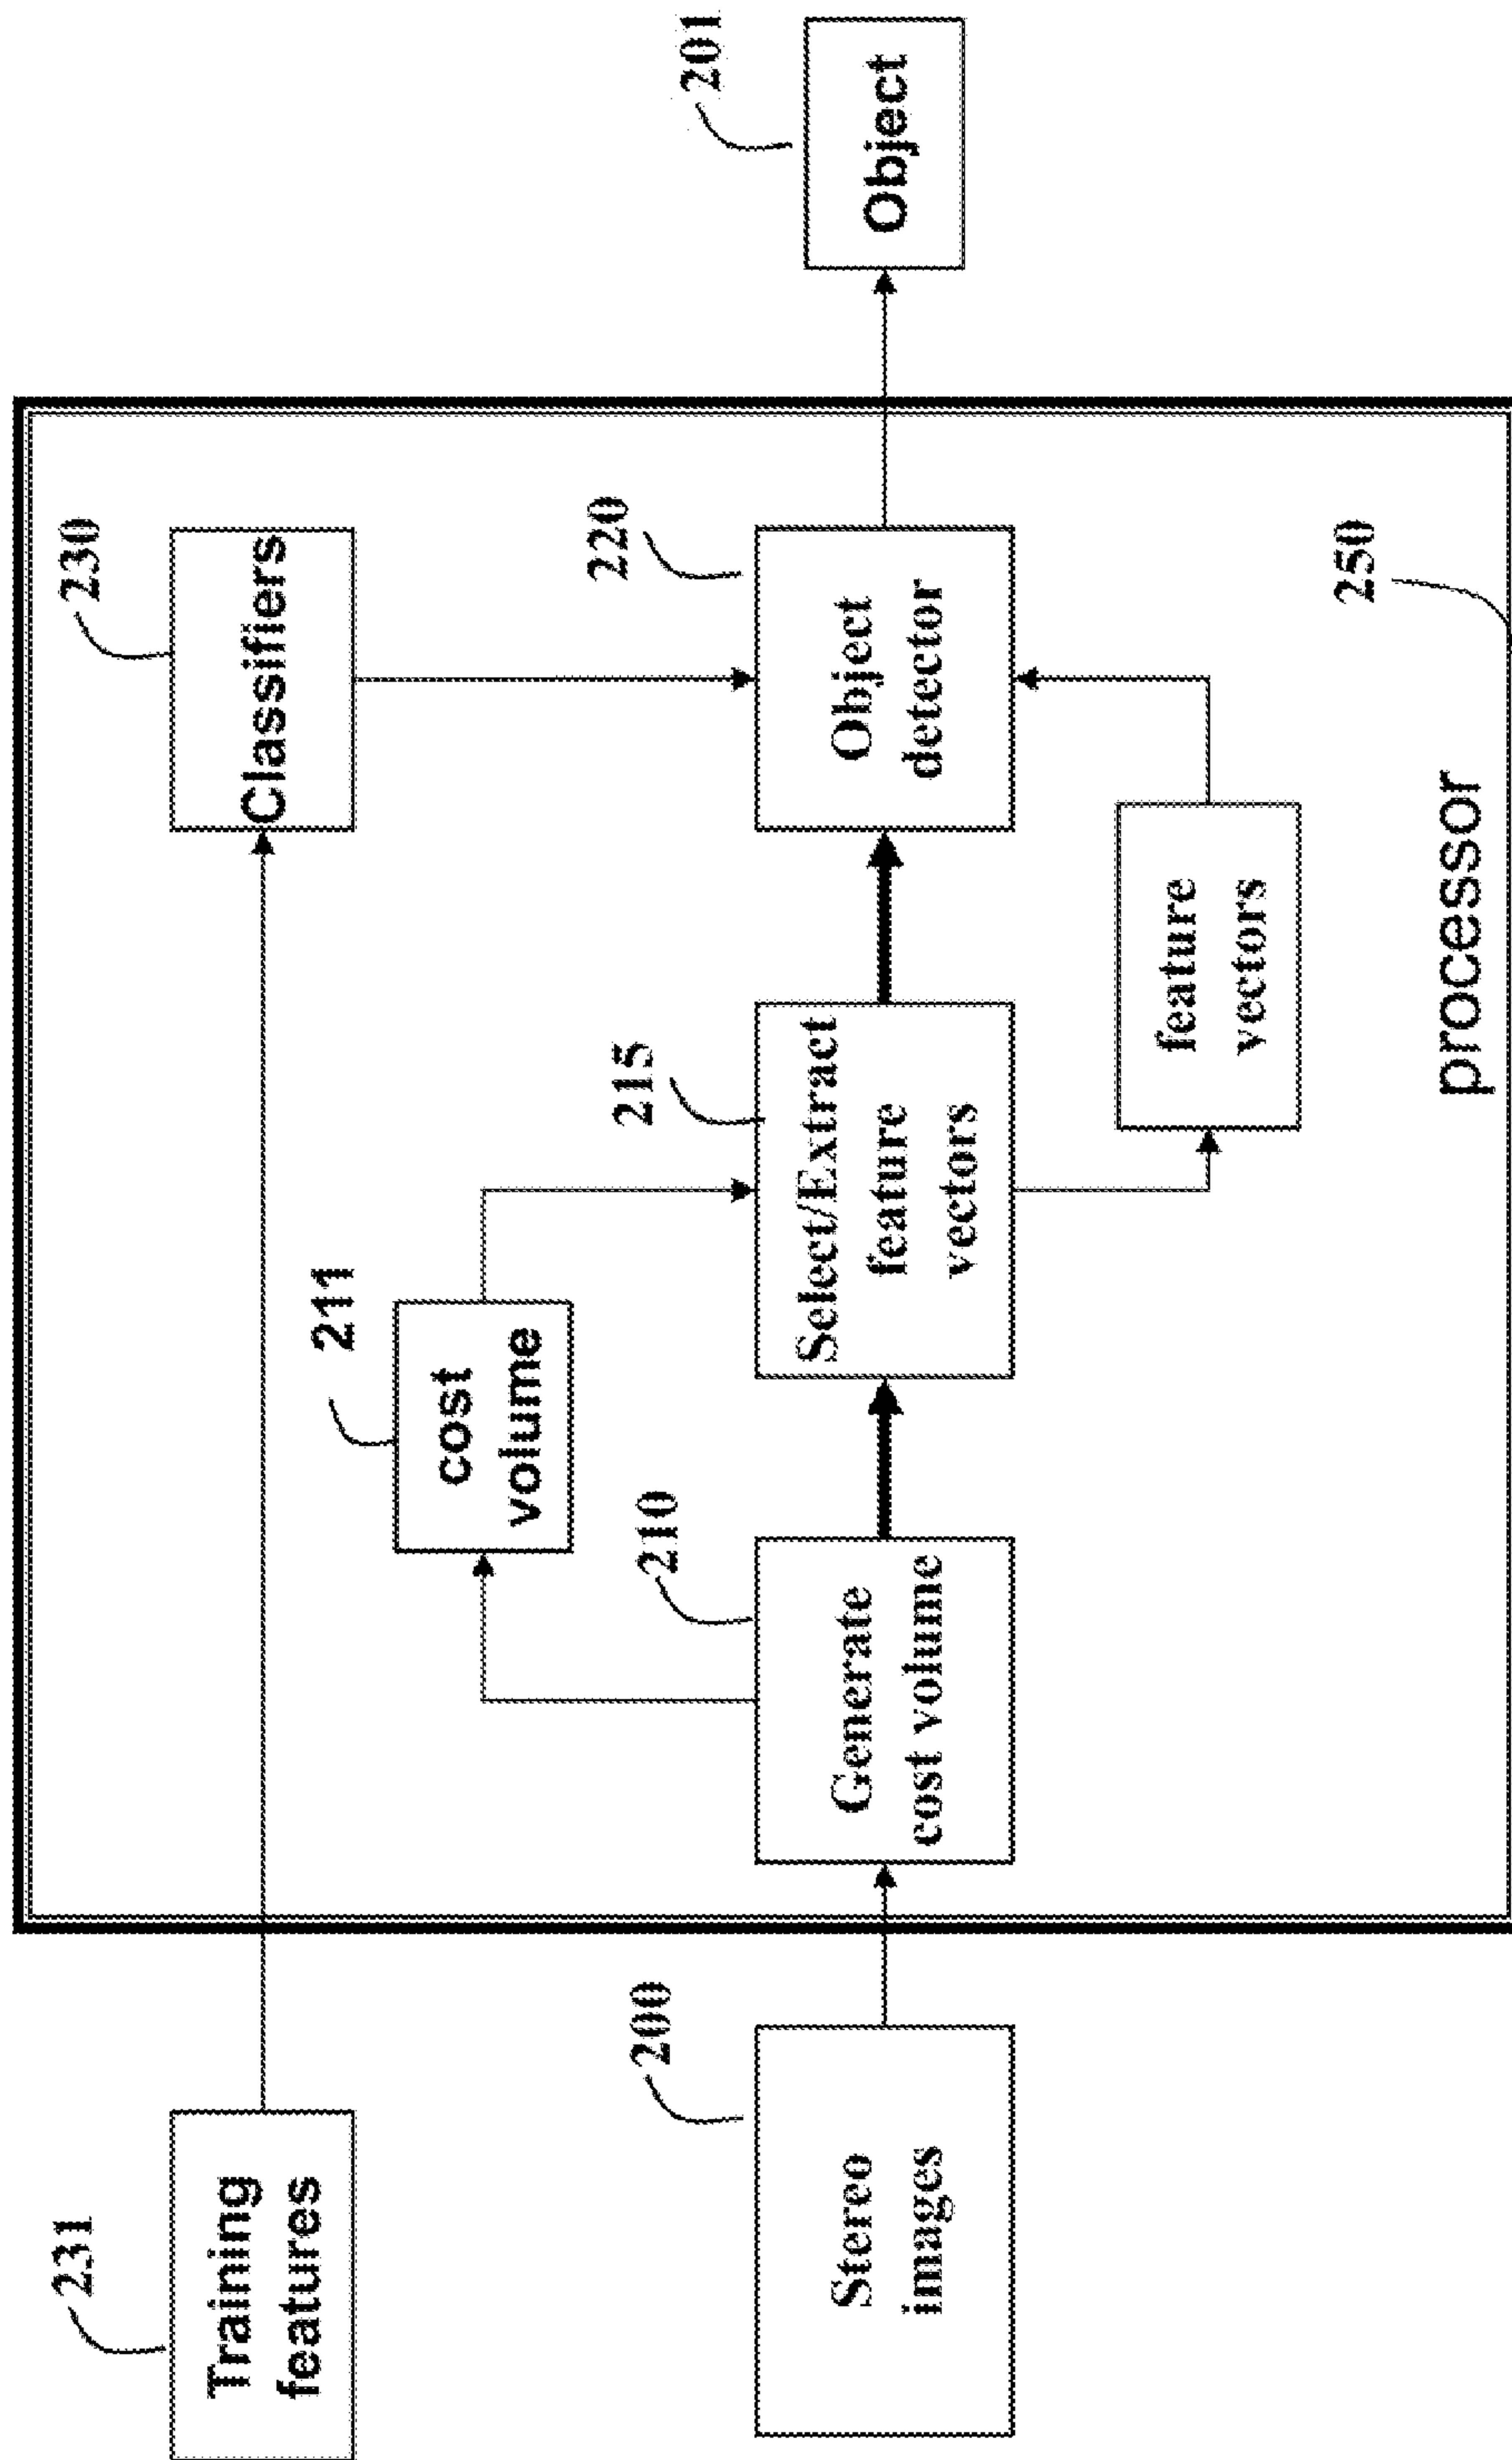 231
Training
features
230
Classifiers
211
cost
volume
200
Stereo
images
210
Generate
cost volume
215
Select/Extract
feature
vectors
220
Object
detector
201
Object
feature
vectors
processor
250